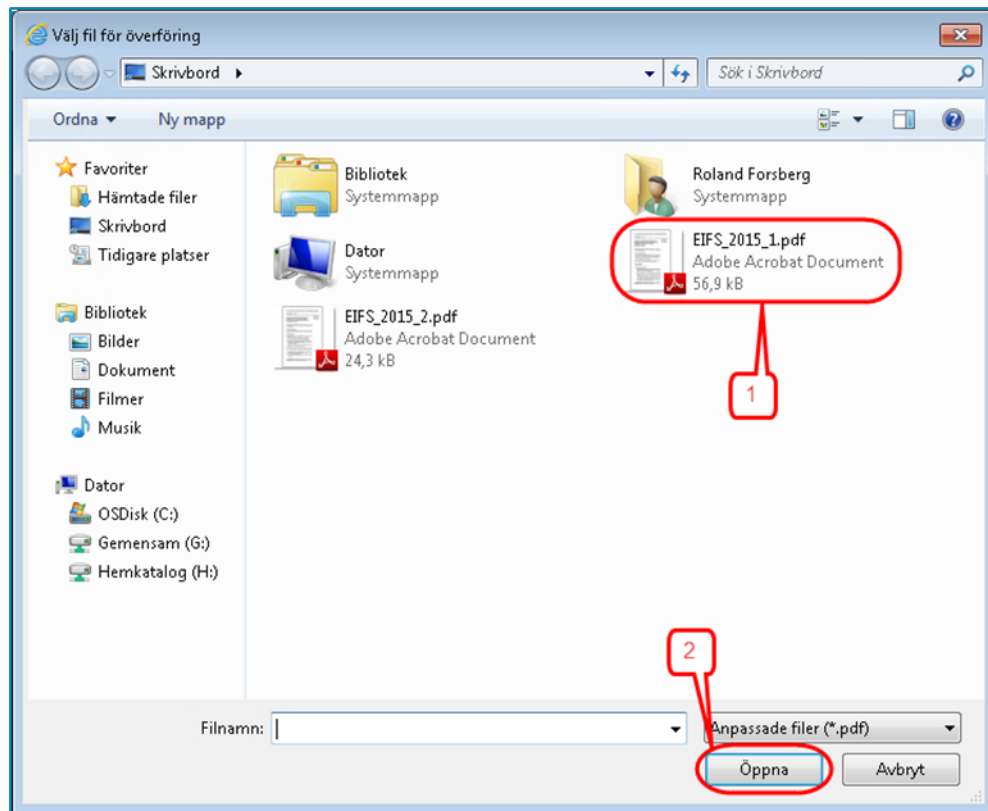 Välj fil för överföring
Skrivbord
Sök i Skrivbord
Ordna
Ny mapp
Favoriter
Hämtade filer
Skrivbord
Tidigare platser
Bibliotek
Bilder
Dokument
Filmer
Musik
Dator
OSDisk (C:)
Gemensam (G:)
Hemkatalog (H:)
Bibliotek
Systemmapp
Roland Forsberg
Systemmapp
Dator
Systemmapp
EIFS_2015_1.pdf
Adobe Acrobat Document
56,9 kB
EIFS_2015_2.pdf
Adobe Acrobat Document
24,3 kB
1
2
Filnamn:
Anpassade filer (*.pdf)
Öppna
Avbryt